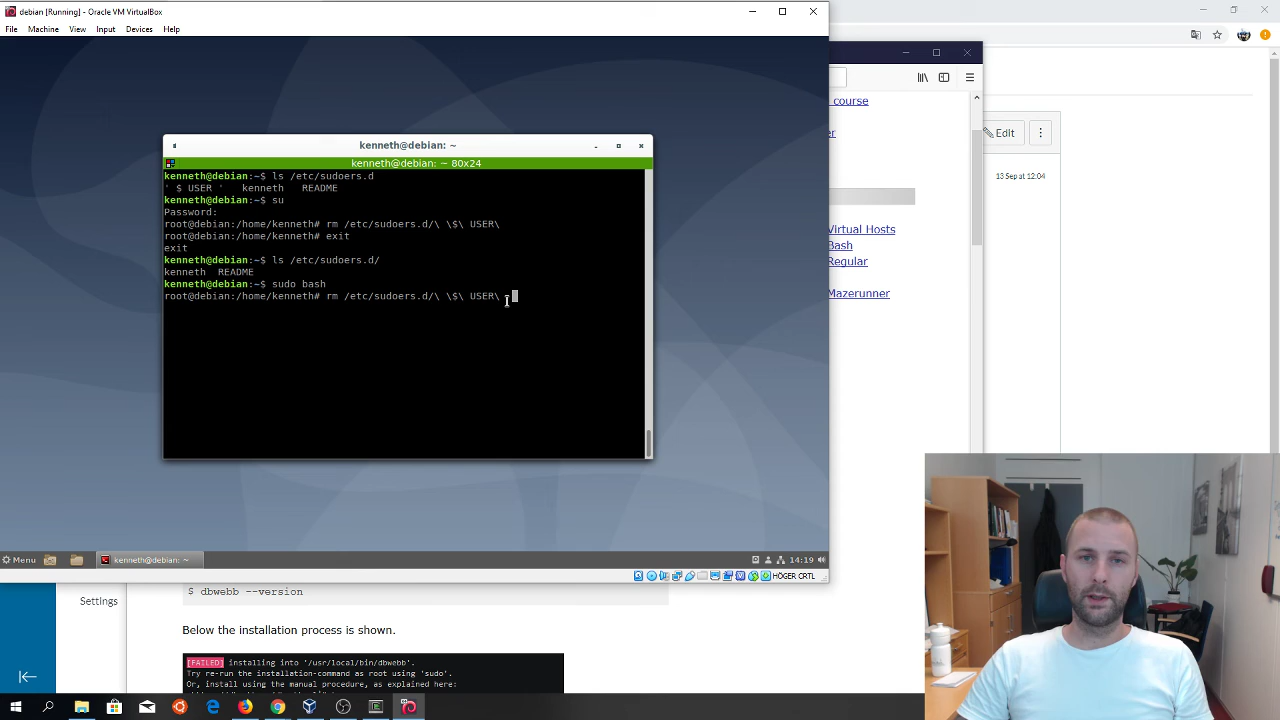 debian [Running] - Oracle VM VirtualBox
File Machine View Input Devices Help
kenneth@debian: ~
kenneth@debian: ~ 80x24
kenneth@debian:~$ ls /etc/sudoers.d
' $ USER '   kenneth   README
kenneth@debian:~$ su
Password:
root@debian:/home/kenneth# rm /etc/sudoers.d/\ \$\ USER\
root@debian:/home/kenneth# exit
exit
kenneth@debian:~$ ls /etc/sudoers.d/
kenneth  README
kenneth@debian:~$ sudo bash
root@debian:/home/kenneth# rm /etc/sudoers.d/\ \$\ USER\
Menu
kenneth@debian: ~
14:19
HÖGER CRTL
course
er
Edit
13 Sep at 12:04
Virtual Hosts
Bash
Regular
Mazerunner
Settings
$ dbwebb --version
Below the installation process is shown.
[FAILED] installing into '/usr/local/bin/dbwebb'.
Try re-run the installation-command as root using 'sudo'.
Or, install using the manual procedure, as explained here: